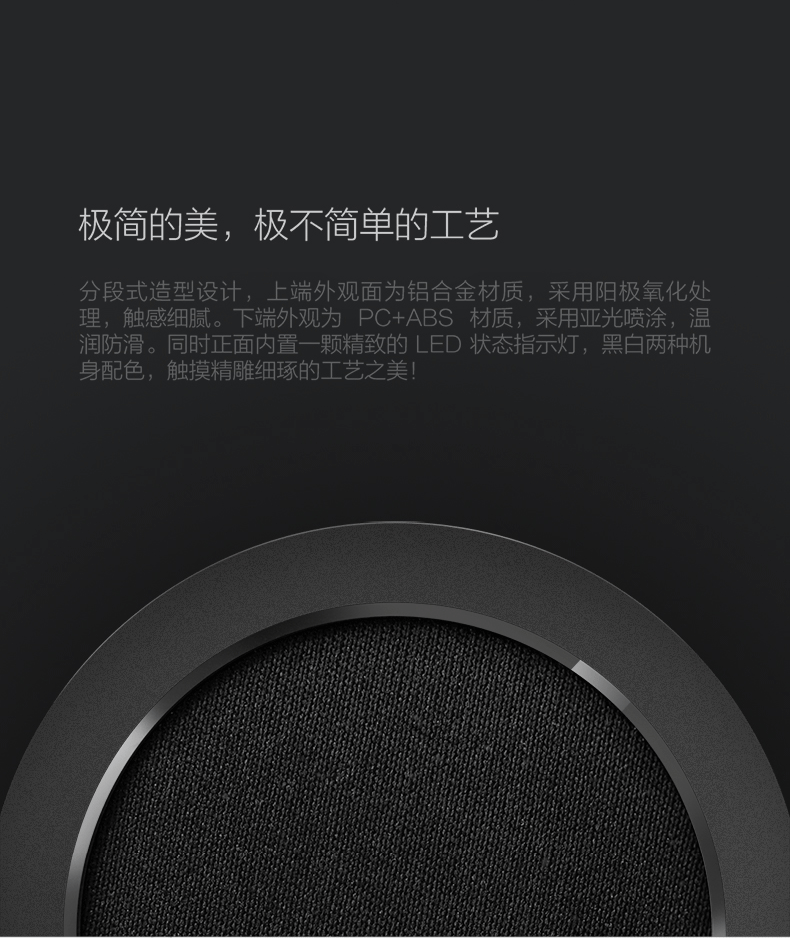 极简的美，极不简单的工艺
分段式造型设计，上端外观面为铝合金材质，采用阳极氧化处
理，触感细腻。下端外观为 PC+ABS 材质，采用亚光喷涂，温
润防滑。同时正面内置一颗精致的 LED 状态指示灯，黑白两种机
身配色，触摸精雕细琢的工艺之美！